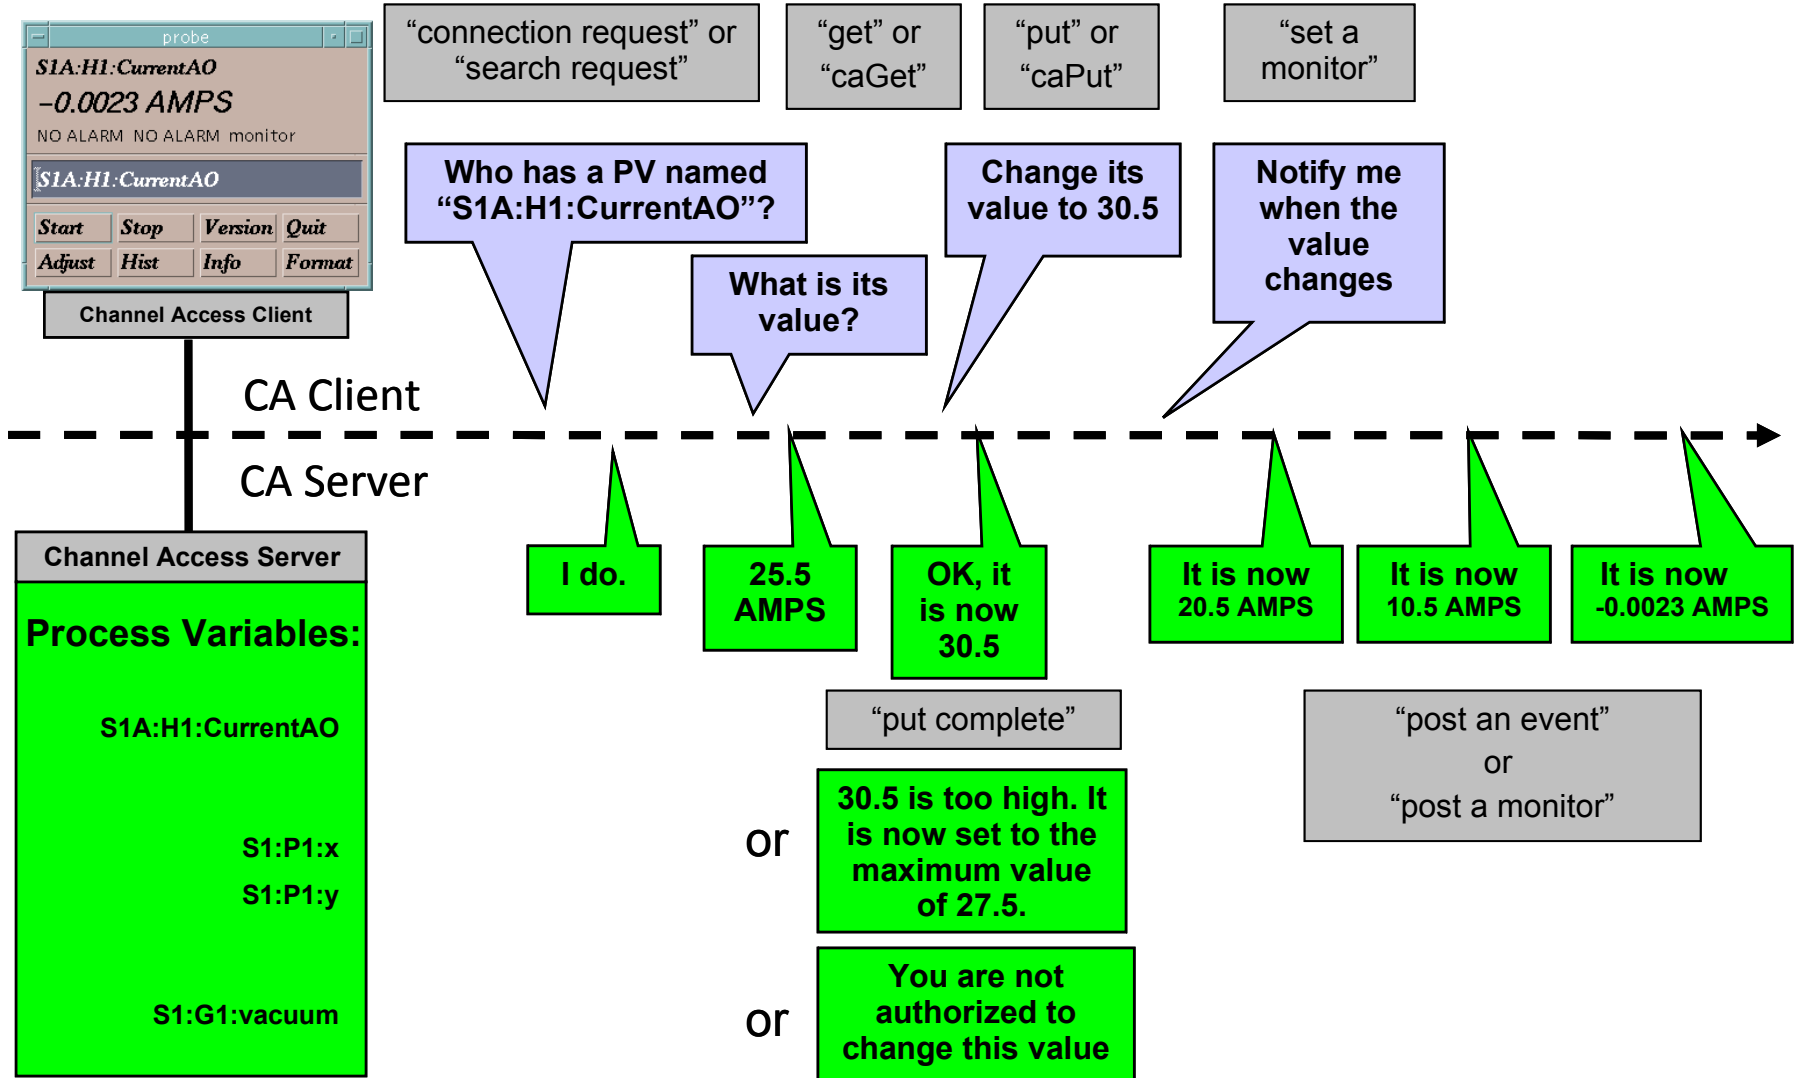 probe
S1A:H1:CurrentAO
-0.0023 AMPS
NO ALARM NO ALARM monitor
S1A:H1:CurrentAO
Start Stop Version Quit
Adjust Hist Info Format
Channel Access Client
“connection request” or
“search request”
“get” or
“caGet”
“put” or
“caPut”
“set a
monitor”
Who has a PV named
“S1A:H1:CurrentAO”?
What is its
value?
Change its
value to 30.5
Notify me
when the
value
changes
CA Client
CA Server
Channel Access Server
Process Variables:
S1A:H1:CurrentAO
S1:P1:x
S1:P1:y
S1:G1:vacuum
I do.
25.5
AMPS
OK, it
is now
30.5
It is now
20.5 AMPS
It is now
10.5 AMPS
It is now
-0.0023 AMPS
“put complete”
or
30.5 is too high. It
is now set to the
maximum value
of 27.5.
or
You are not
authorized to
change this value
“post an event”
or
“post a monitor”